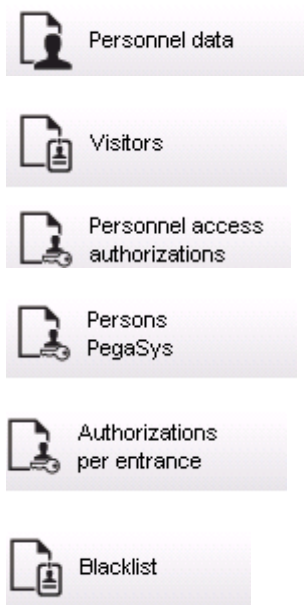 Personnel data
Visitors
Personnel access
authorizations
Persons
PegaSys
Authorizations
per entrance
Blacklist